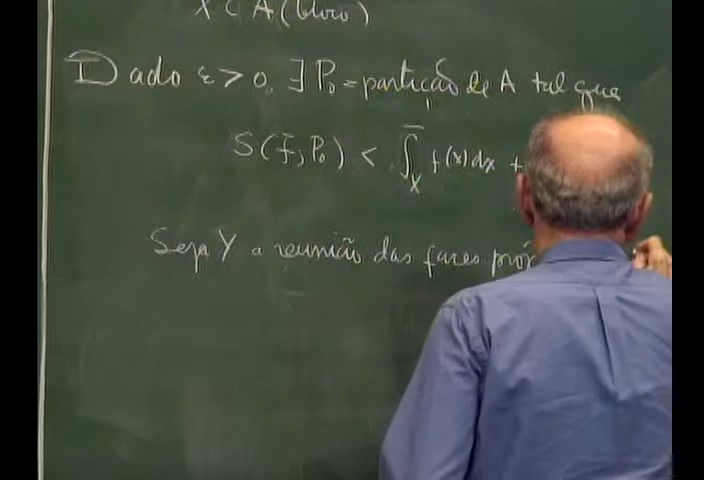 X ⊂ A (bloco)
Dado ε > 0, ∃ P₀ = partição de A tal que
S(f̄; P₀) < ∫̄_X f(x)dx +
Seja Y a reunião das faces